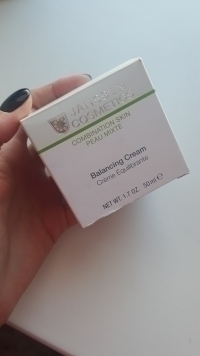 JANSSEN
COSMETICS
COMBINATION SKIN
PEAU MIXTE
Balancing Cream
Crème Équilibrante
NET WT. 1.7 OZ. 50 ml ℮